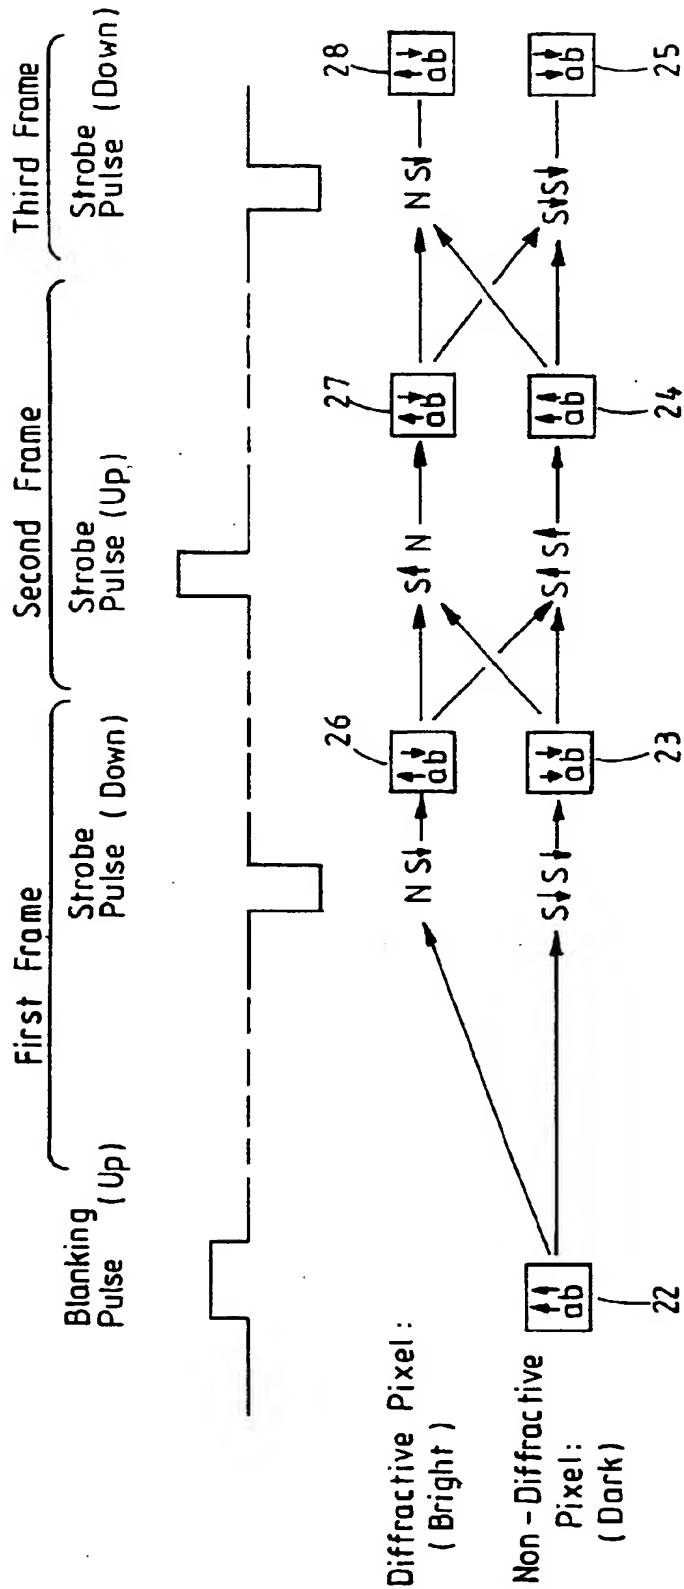 First Frame
Second Frame
Third Frame
Blanking
Pulse (Up)
Strobe
Pulse (Down)
Strobe
Pulse (Up)
Strobe
Pulse (Down)
Diffractive Pixel:
(Bright)
N S↓
26
↑↓
ab
S↑ N
27
↑↓
ab
N S↓
28
↑↓
ab
Non-Diffractive
Pixel:
(Dark)
↑↑
ab
22
S↓ S↓
↓↓
ab
23
S↑ S↑
↑↑
ab
24
S↓ S↓
↓↓
ab
25